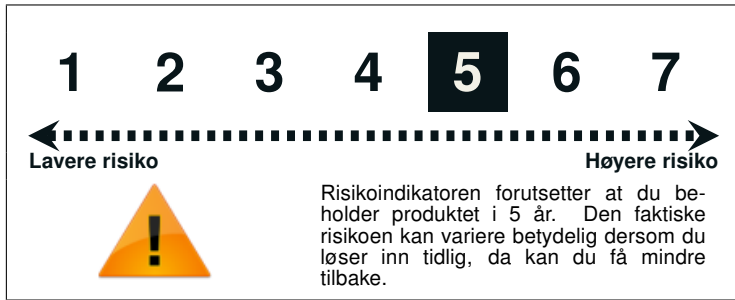 1 2 3 4 5 6 7
Lavere risiko Høyere risiko
Risikoindikatoren forutsetter at du be-
holder produktet i 5 år. Den faktiske
risikoen kan variere betydelig dersom du
løser inn tidlig, da kan du få mindre
tilbake.